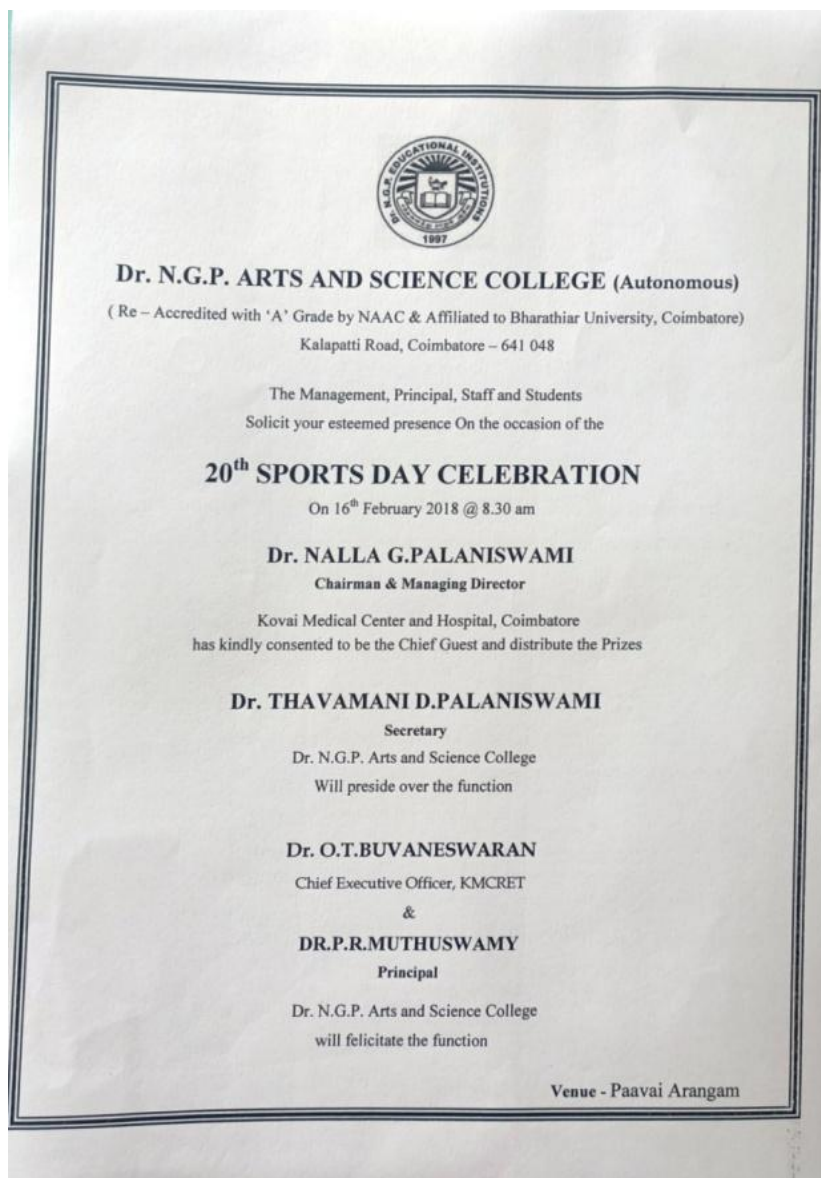 Dr. N.G.P. EDUCATIONAL INSTITUTIONS
1997
Dr. N.G.P. ARTS AND SCIENCE COLLEGE (Autonomous)
( Re – Accredited with 'A' Grade by NAAC & Affiliated to Bharathiar University, Coimbatore)
Kalapatti Road, Coimbatore – 641 048
The Management, Principal, Staff and Students
Solicit your esteemed presence On the occasion of the
20th SPORTS DAY CELEBRATION
On 16th February 2018 @ 8.30 am
Dr. NALLA G.PALANISWAMI
Chairman & Managing Director
Kovai Medical Center and Hospital, Coimbatore
has kindly consented to be the Chief Guest and distribute the Prizes
Dr. THAVAMANI D.PALANISWAMI
Secretary
Dr. N.G.P. Arts and Science College
Will preside over the function
Dr. O.T.BUVANESWARAN
Chief Executive Officer, KMCRET
&
DR.P.R.MUTHUSWAMY
Principal
Dr. N.G.P. Arts and Science College
will felicitate the function
Venue - Paavai Arangam